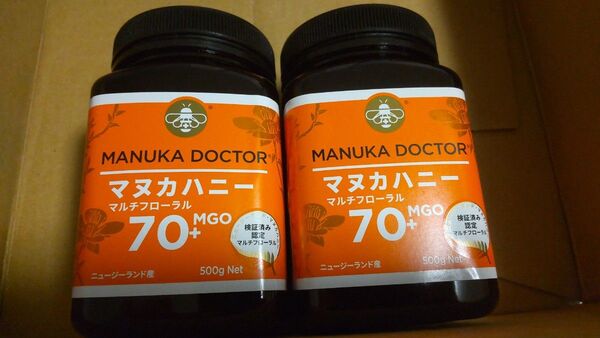 MANUKA DOCTOR
マヌカハニー
マルチフローラル
70+ MGO
検証済み
認定
マルチフローラル
ニュージーランド産
500g Net
MANUKA DOCTOR
マヌカハニー
マルチフローラル
70+ MGO
検証済み
認定
マルチフローラル
ニュージーランド産
500g Net